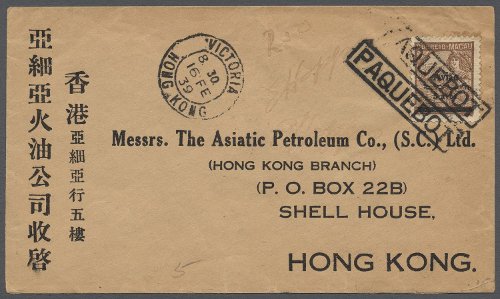 亞細亞火油公司收啓
香港亞細亞行五樓
VICTORIA
8 30
16 FE
39
HONG KONG
CORREIO MACAU
PAQUEBOT
PAQUEBOT
Messrs. The Asiatic Petroleum Co., (S.C.) Ltd.
(HONG KONG BRANCH)
(P. O. BOX 22B)
SHELL HOUSE,
HONG KONG.
5